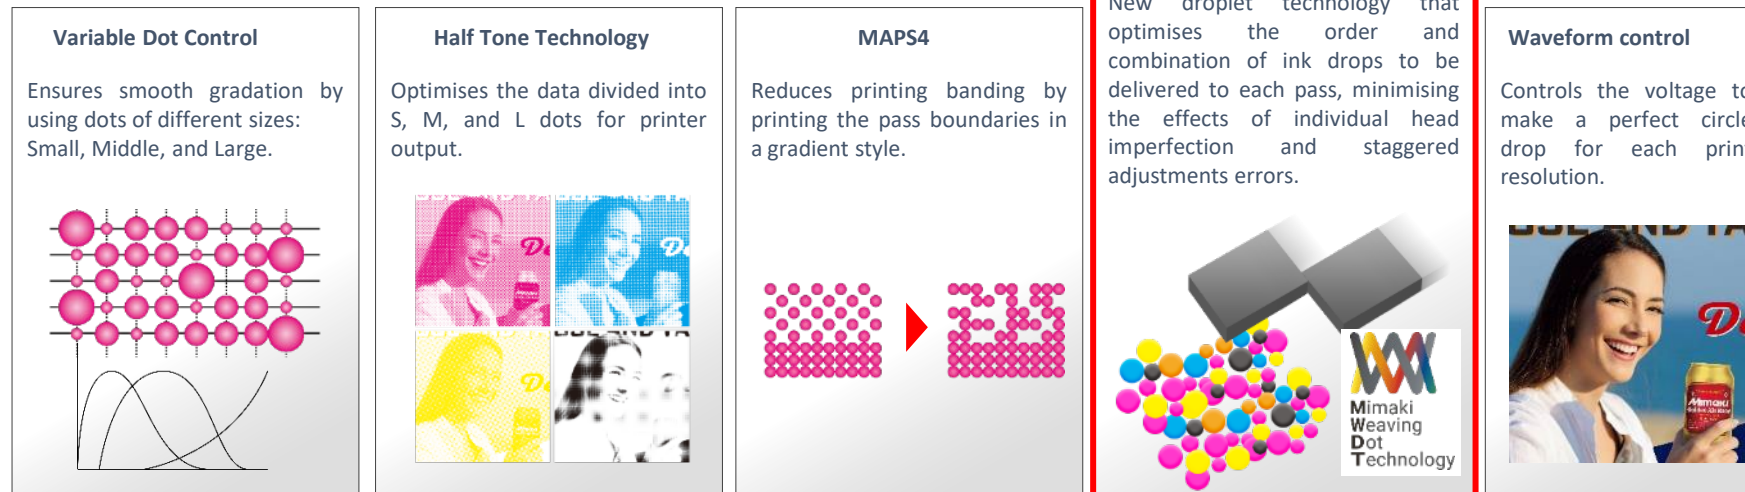 Variable Dot Control
Ensures smooth gradation by
using dots of different sizes:
Small, Middle, and Large.
Half Tone Technology
Optimises the data divided into
S, M, and L dots for printer
output.
MAPS4
Reduces printing banding by
printing the pass boundaries in
a gradient style.
New droplet technology that
optimises the order and
combination of ink drops to be
delivered to each pass, minimising
the effects of individual head
imperfection and staggered
adjustments errors.
Mimaki
Weaving
Dot
Technology
Waveform control
Controls the voltage to
make a perfect circle
drop for each print
resolution.
Mimaki